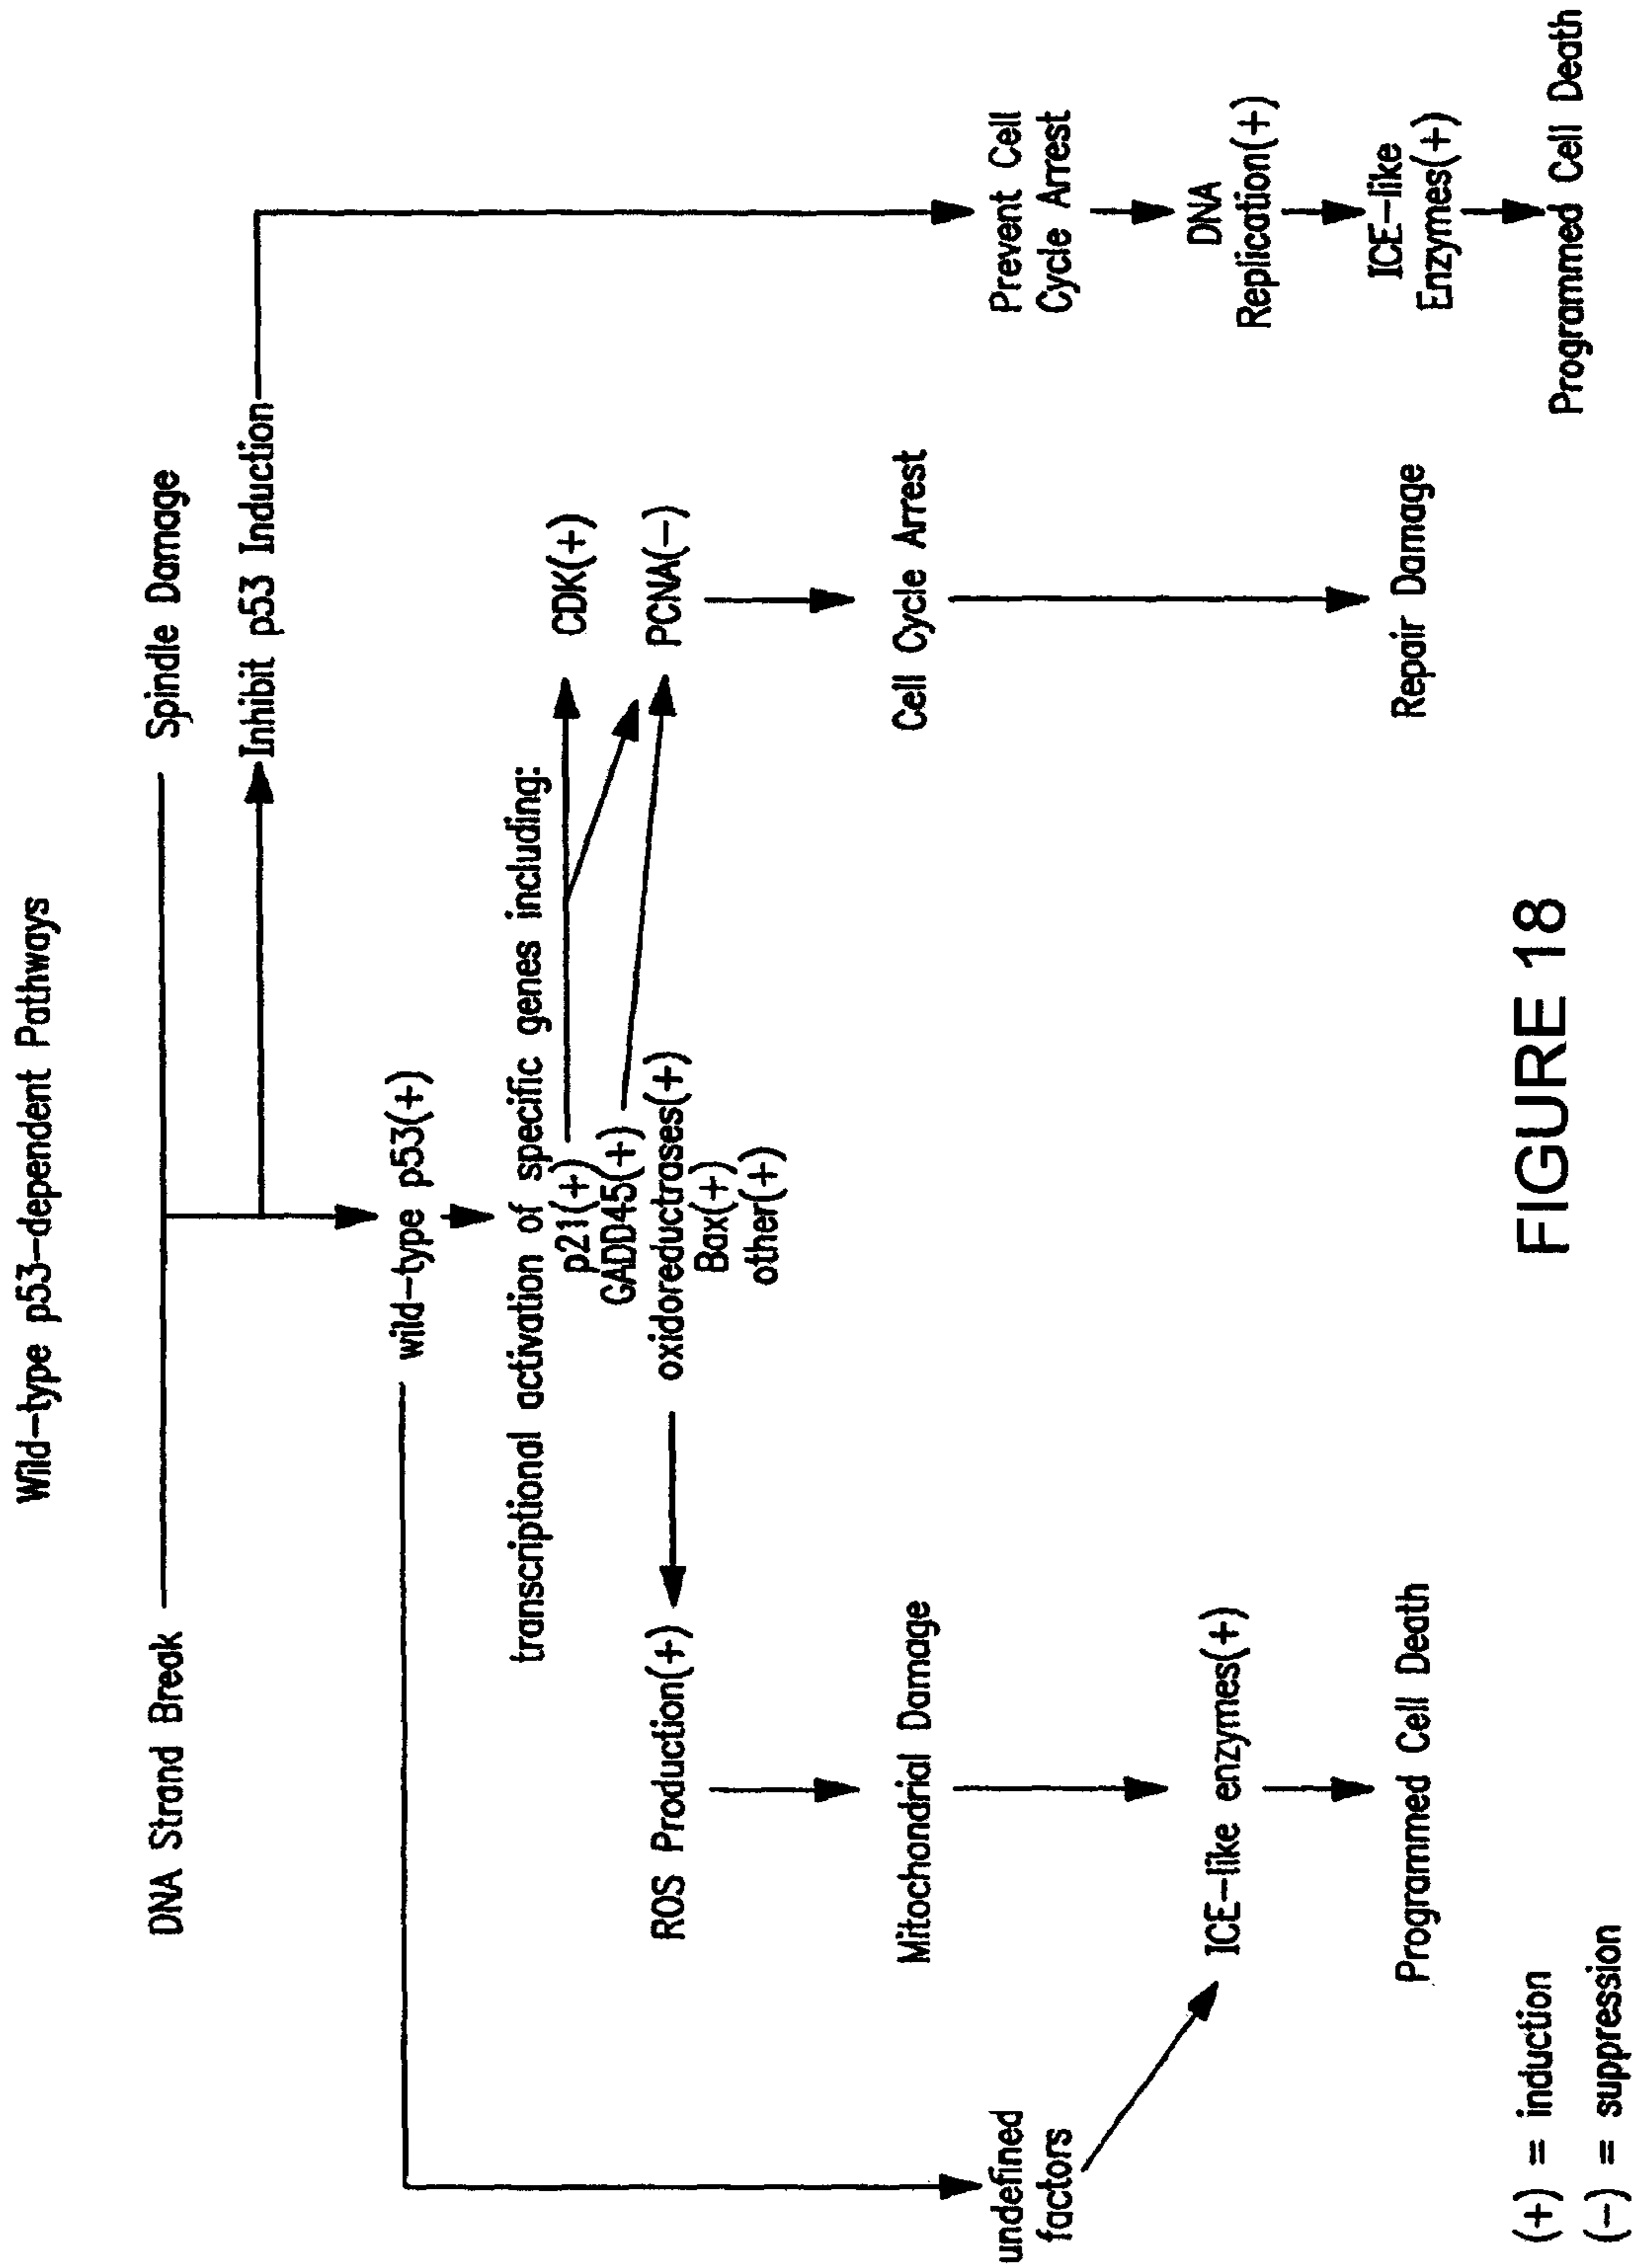 Wild-type p53-dependent Pathways
DNA Strand Break
Spindle Damage
Inhibit p53 Induction
wild-type p53(+)
transcriptional activation of specific genes including:
p21(+)
GADD45(+)
oxidoreductrases(+)
Bax(+)
other(+)
CDK(+)
PCNA(-)
ROS Production(+)
Mitochondrial Damage
Cell Cycle Arrest
undefined
factors
Prevent Cell
Cycle Arrest
DNA
Replication(+)
ICE-like enzymes(+)
ICE-like
Enzymes(+)
Programmed Cell Death
Repair Damage
Programmed Cell Death
(+) = induction
(-) = suppression
FIGURE 18